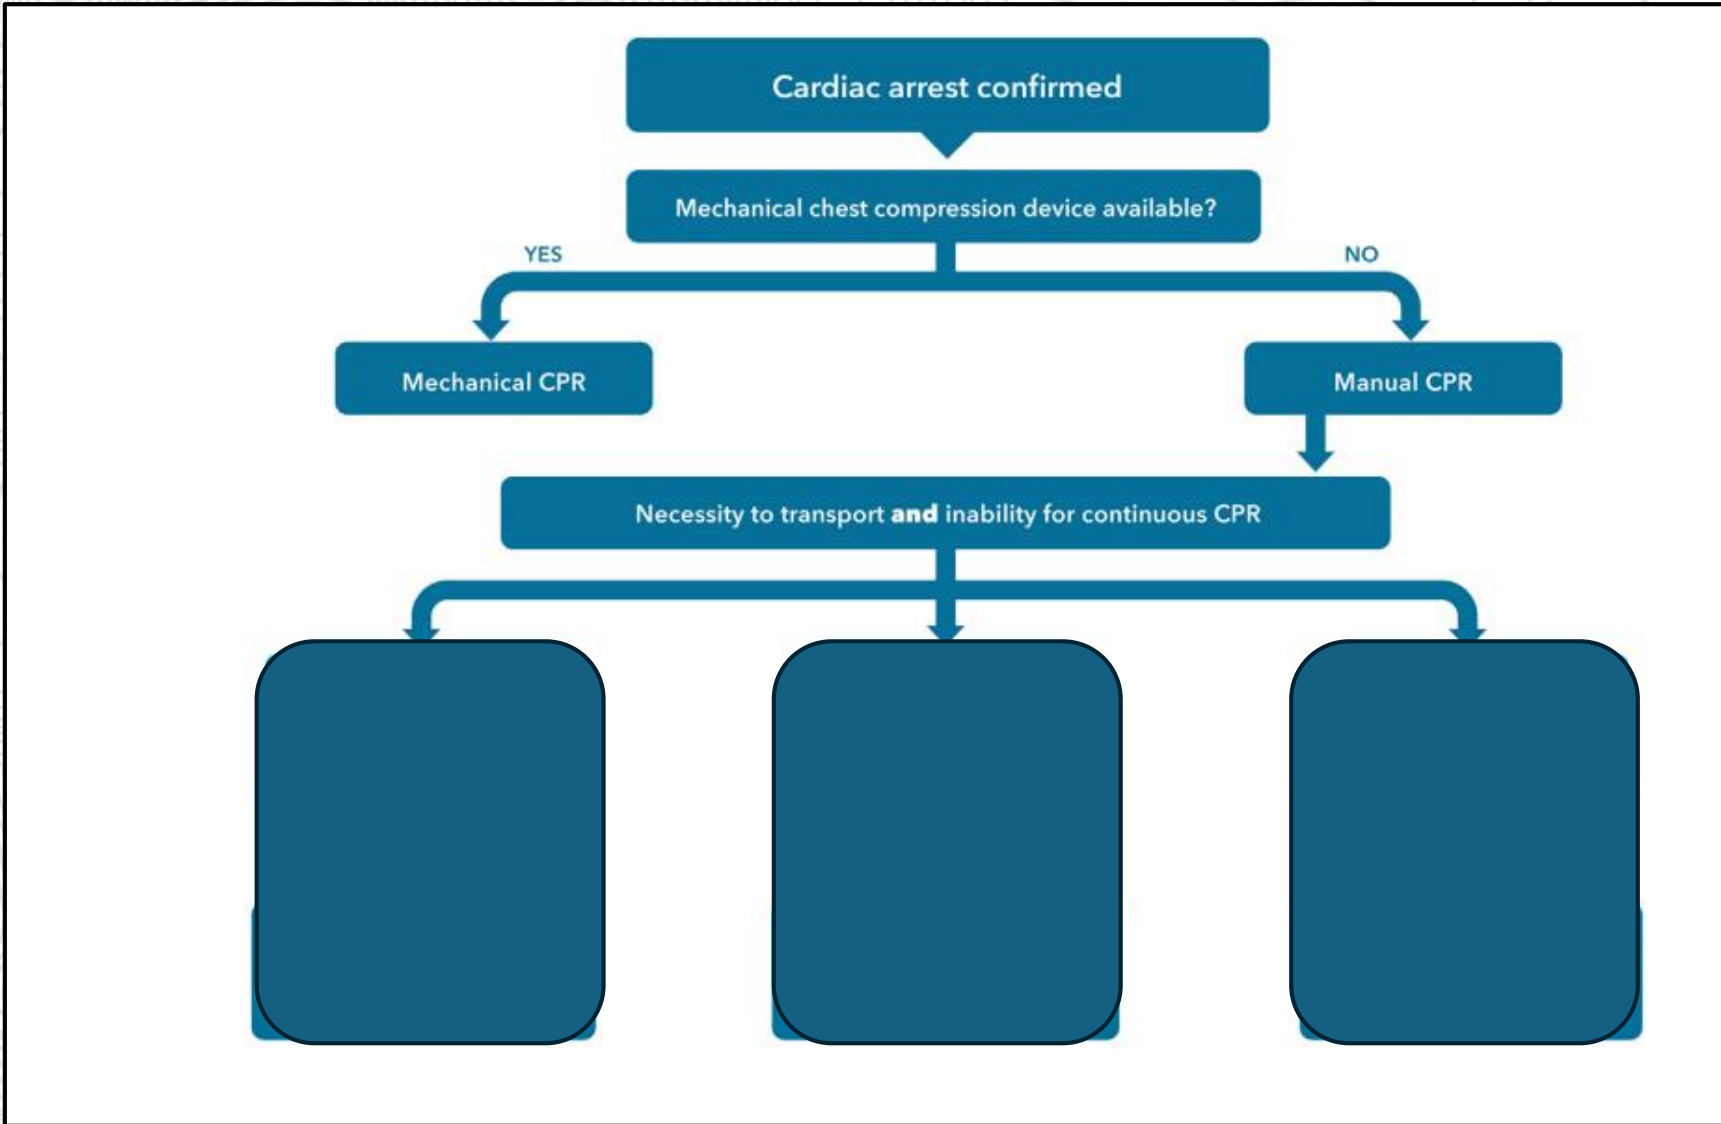 Cardiac arrest confirmed
Mechanical chest compression device available?
YES
NO
Mechanical CPR
Manual CPR
Necessity to transport and inability for continuous CPR